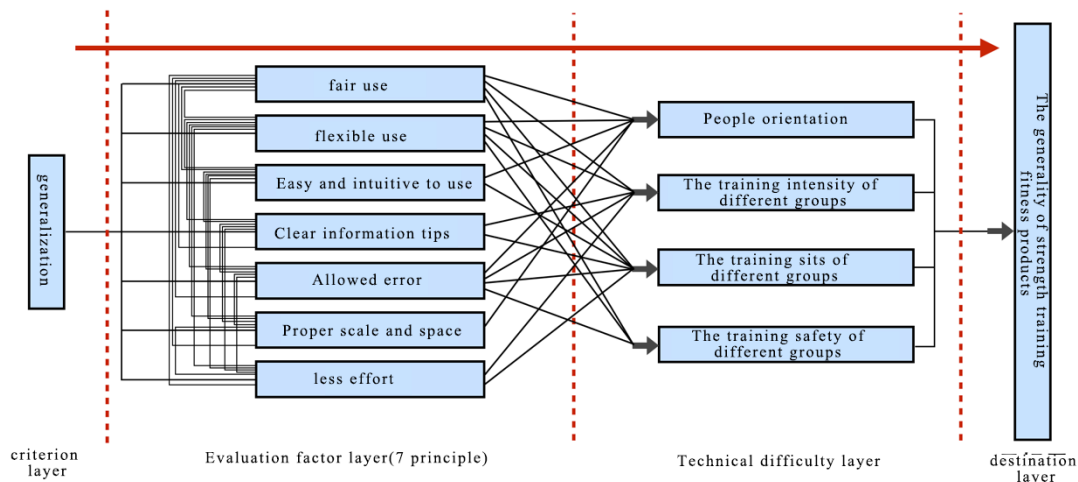 generalization
fair use
flexible use
Easy and intuitive to use
Clear information tips
Allowed error
Proper scale and space
less effort
People orientation
The training intensity of
different groups
The training sits of
different groups
The training safety of
different groups
The generality of strength training
fitness products
criterion
layer
Evaluation factor layer(7 principle)
Technical difficulty layer
destination
layer